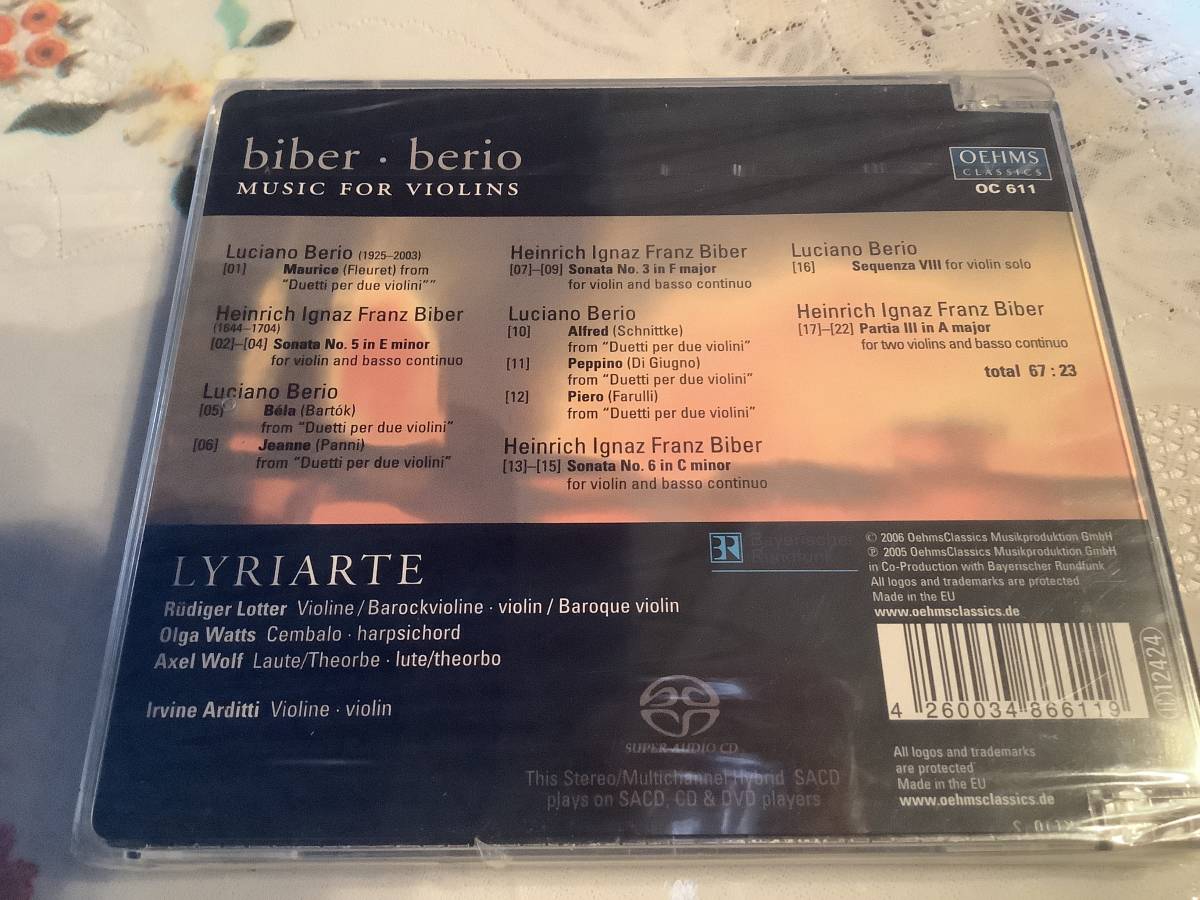 biber · berio
MUSIC FOR VIOLINS
OEHMS
CLASSICS
OC 611
Luciano Berio (1925–2003)
[01] Maurice (Fleuret) from
"Duetti per due violini""
Heinrich Ignaz Franz Biber
(1644–1704)
[02]–[04] Sonata No. 5 in E minor
for violin and basso continuo
Luciano Berio
[05] Béla (Bartók)
from "Duetti per due violini"
[06] Jeanne (Panni)
from "Duetti per due violini"
Heinrich Ignaz Franz Biber
[07]–[09] Sonata No. 3 in F major
for violin and basso continuo
Luciano Berio
[10] Alfred (Schnittke)
from "Duetti per due violini"
[11] Peppino (Di Giugno)
from "Duetti per due violini"
[12] Piero (Farulli)
from "Duetti per due violini"
Heinrich Ignaz Franz Biber
[13]–[15] Sonata No. 6 in C minor
for violin and basso continuo
Luciano Berio
[16] Sequenza VIII for violin solo
Heinrich Ignaz Franz Biber
[17]–[22] Partia III in A major
for two violins and basso continuo
total 67 : 23
LYRIARTE
Rüdiger Lotter Violine / Barockvioline · violin / Baroque violin
Olga Watts Cembalo · harpsichord
Axel Wolf Laute/Theorbe · lute/theorbo
Irvine Arditti Violine · violin
BR Bayerischer
Rundfunk
© 2006 OehmsClassics Musikproduktion GmbH
℗ 2005 OehmsClassics Musikproduktion GmbH
in Co-Production with Bayerischer Rundfunk
All logos and trademarks are protected
Made in the EU
www.oehmsclassics.de
4 260034 866119
ID12424
SUPER AUDIO CD
This Stereo/Multichannel Hybrid SACD
plays on SACD, CD & DVD players
All logos and trademarks
are protected
Made in the EU
www.oehmsclassics.de